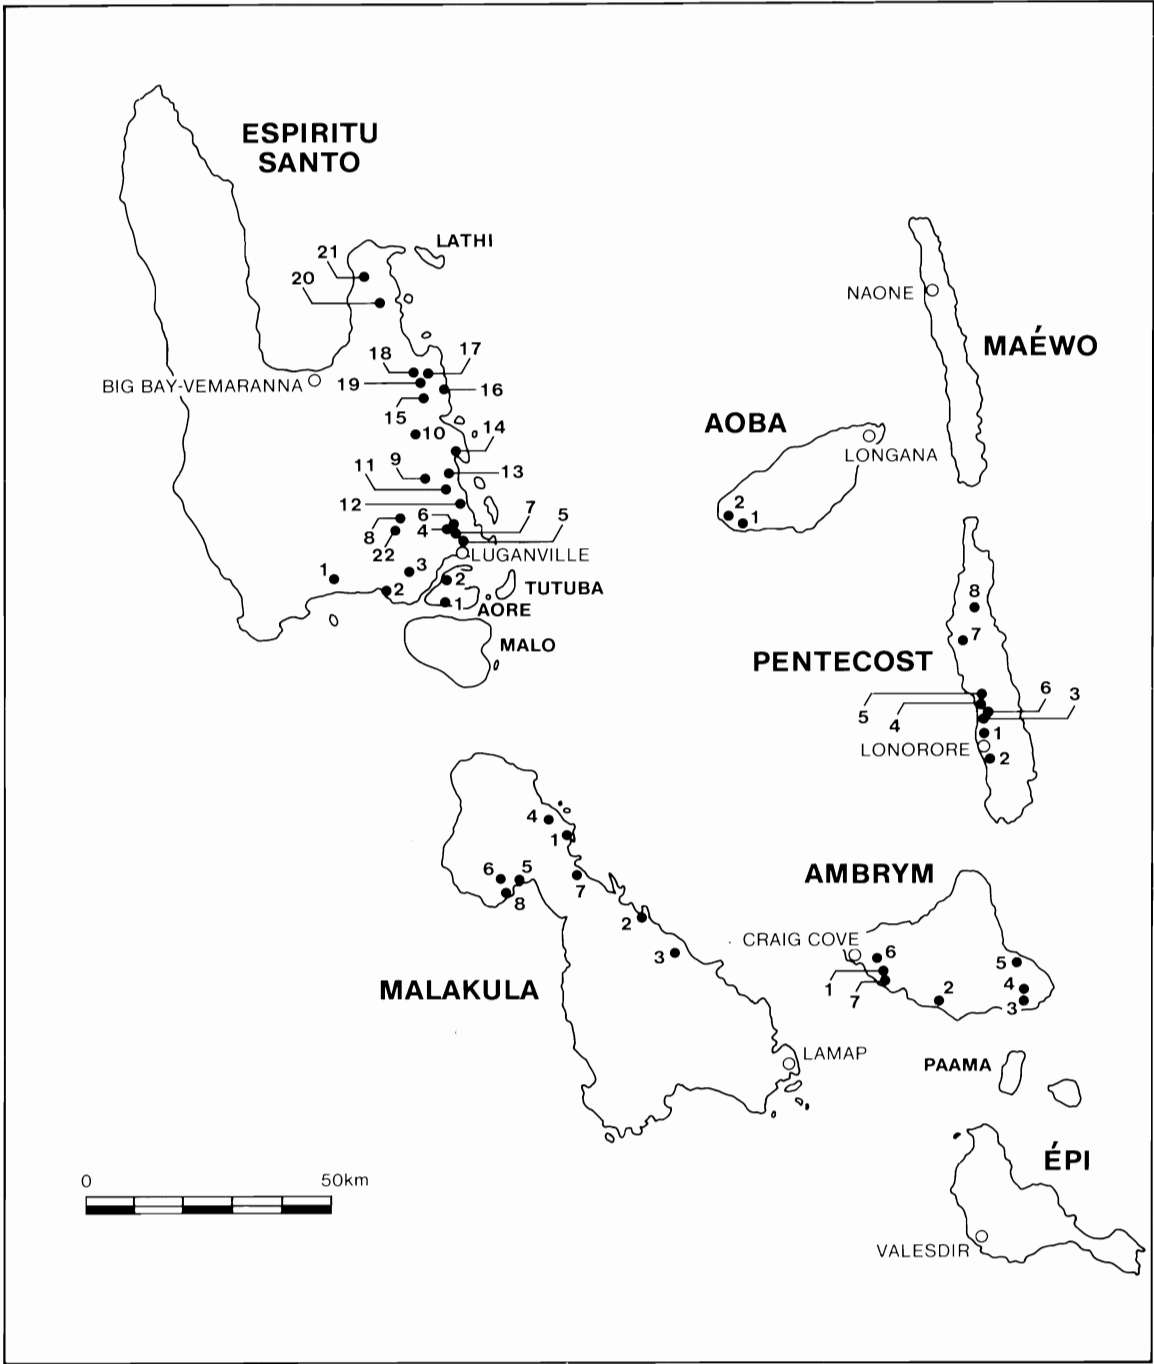 ESPIRITU
SANTO
LATHI
21
20
NAONE
MAÉWO
18
17
BIG BAY-VEMARANNA
19
16
15
AOBA
10
14
LONGANA
9
11
13
12
2
1
6
7
5
4
8
22
LUGANVILLE
3
1
2
2
TUTUBA
1
AORE
8
MALO
7
PENTECOST
6
3
5
4
1
LONORORE
2
4
1
AMBRYM
6
5
7
8
2
CRAIG COVE
6
3
5
MALAKULA
1
7
2
4
3
LAMAP
PAAMA
ÉPI
0
50km
VALESDIR